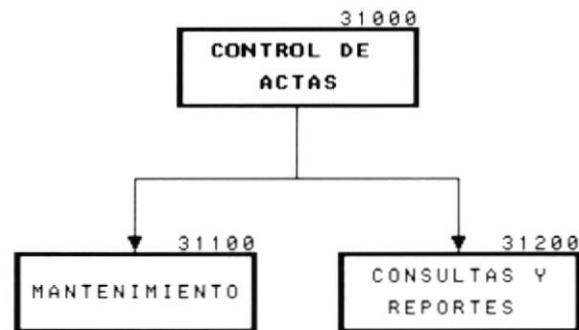 31000
CONTROL DE
ACTAS
31100
MANTENIMIENTO
31200
CONSULTAS Y
REPORTES